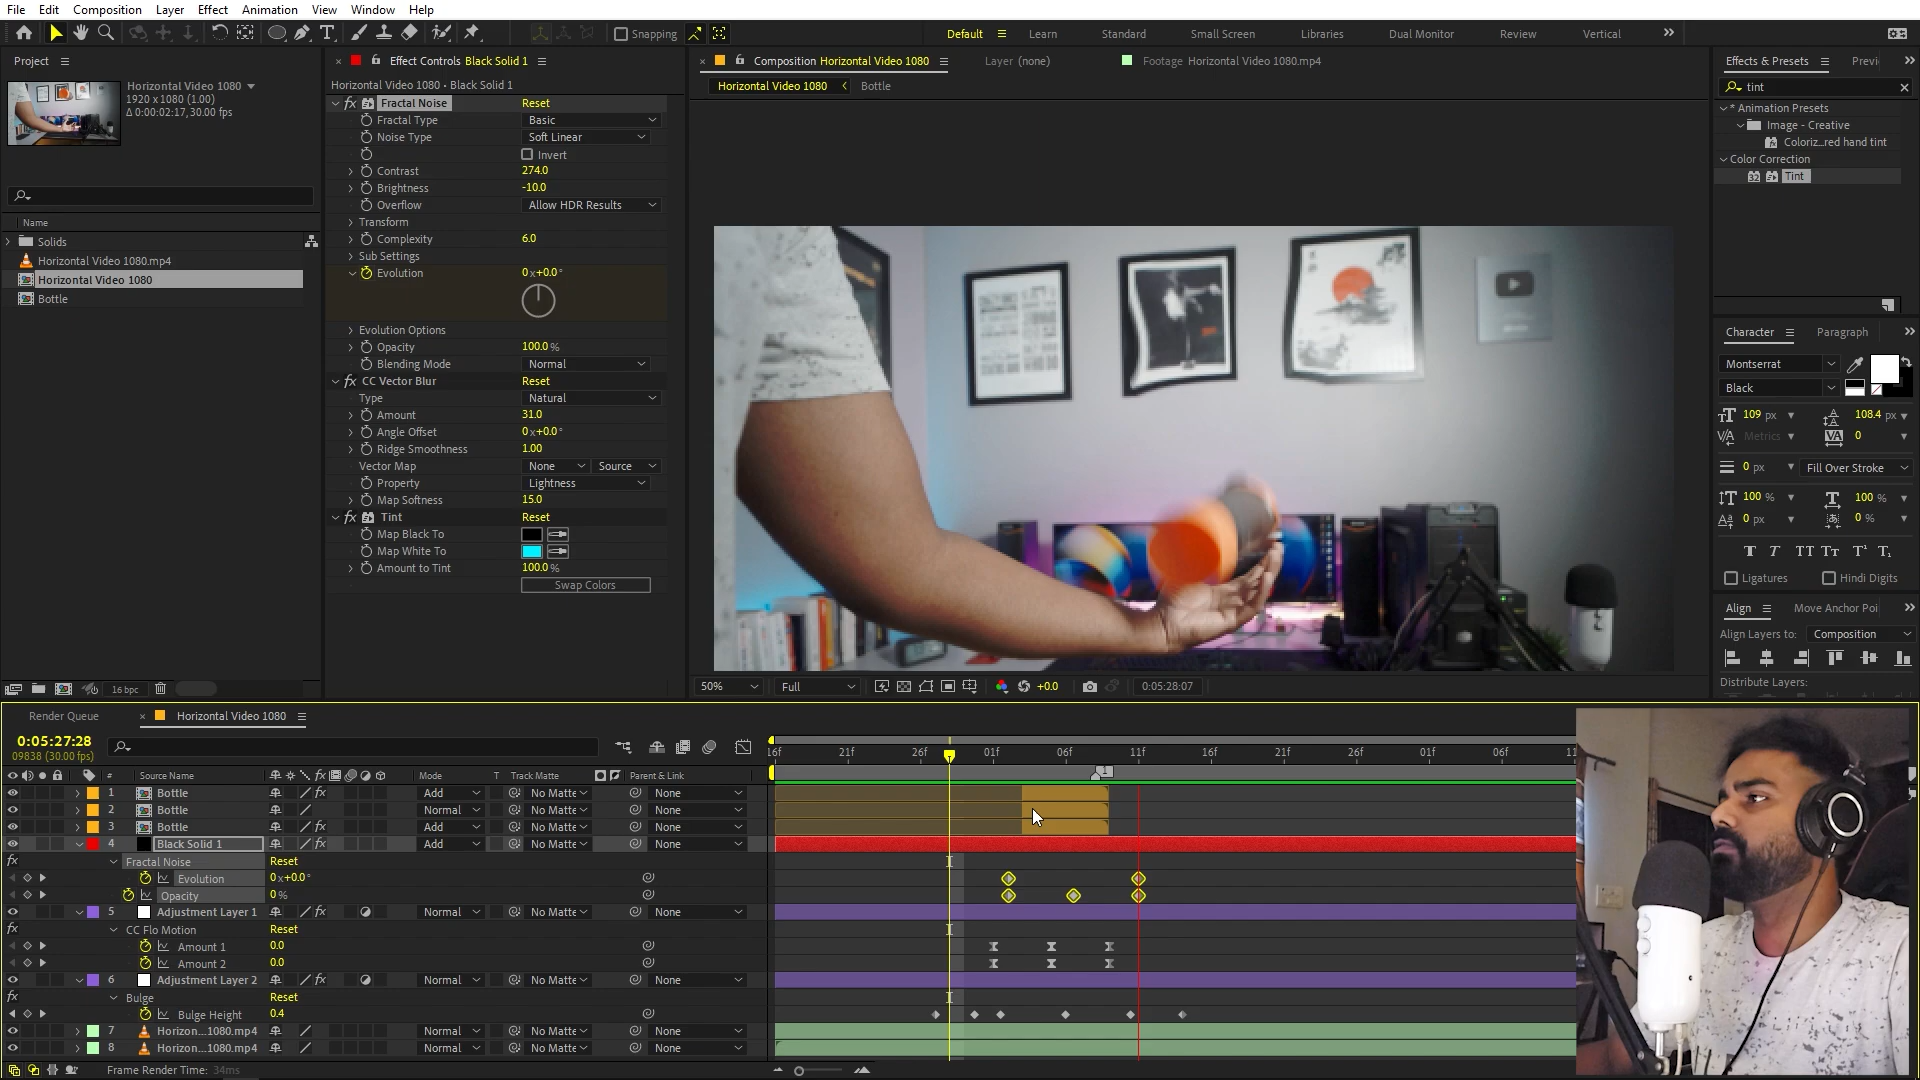 File Edit Composition Layer Effect Animation View Window Help
Snapping
Default Learn Standard Small Screen Libraries Dual Monitor Review Vertical
Project
Horizontal Video 1080
1920 x 1080 (1.00)
Δ 0:00:02:17, 30.00 fps
Name
Solids
Horizontal Video 1080.mp4
Horizontal Video 1080
Bottle
16 bpc
Effect Controls Black Solid 1
Horizontal Video 1080 • Black Solid 1
fx Fractal Noise Reset
Fractal Type Basic
Noise Type Soft Linear
Invert
Contrast 274.0
Brightness -10.0
Overflow Allow HDR Results
Transform
Complexity 6.0
Sub Settings
Evolution 0x+0.0°
Evolution Options
Opacity 100.0 %
Blending Mode Normal
fx CC Vector Blur Reset
Type Natural
Amount 31.0
Angle Offset 0x+0.0°
Ridge Smoothness 1.00
Vector Map None Source
Property Lightness
Map Softness 15.0
fx Tint Reset
Map Black To
Map White To
Amount to Tint 100.0 %
Swap Colors
Composition Horizontal Video 1080 Layer (none) Footage Horizontal Video 1080.mp4
Horizontal Video 1080 Bottle
50% Full +0.0 0:05:28:07
Effects & Presets Previ
tint
* Animation Presets
Image - Creative
Coloriz...red hand tint
Color Correction
32 Tint
Character Paragraph
Montserrat
Black
109 px 108.4 px
Metrics 0
0 px Fill Over Stroke
100 % 100 %
0 px 0 %
T T TT Tт T¹ T₁
Ligatures Hindi Digits
Align Move Anchor Poi
Align Layers to: Composition
Distribute Layers:
Render Queue Horizontal Video 1080
0:05:27:28
09838 (30.00 fps)
16f 21f 26f 01f 06f 11f 16f 21f 26f 01f 06f 11
# Source Name fx Mode T Track Matte Parent & Link
1
1 Bottle fx Add No Matte None
2 Bottle Add No Matte None
3 Bottle fx Add No Matte None
4 Black Solid 1 fx Add No Matte None
fx Fractal Noise Reset
Evolution 0x+0.0°
Opacity 0 %
5 Adjustment Layer 1 fx Normal No Matte None
fx CC Flo Motion Reset
Amount 1 0.0
Amount 2 0.0
6 Adjustment Layer 2 fx Normal No Matte None
fx Bulge Reset
Bulge Height 0.4
7 Horizon...1080.mp4 Normal No Matte None
8 Horizon...1080.mp4 Normal No Matte None
Frame Render Time: 34ms